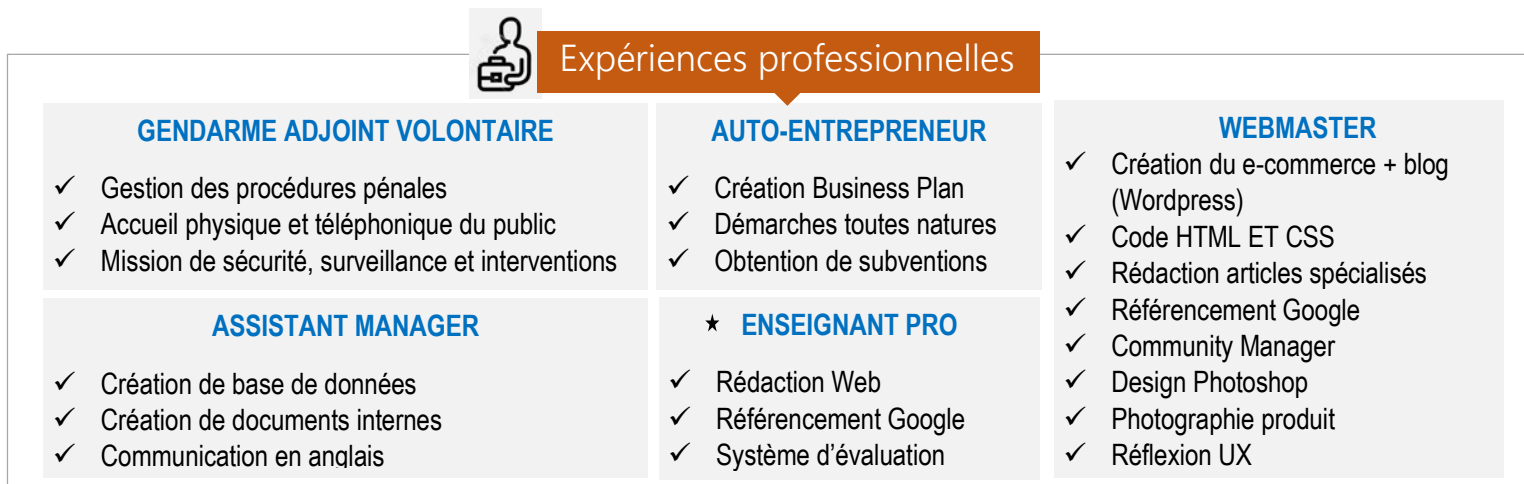 Expériences professionnelles
GENDARME ADJOINT VOLONTAIRE
✓ Gestion des procédures pénales
✓ Accueil physique et téléphonique du public
✓ Mission de sécurité, surveillance et interventions
AUTO-ENTREPRENEUR
✓ Création Business Plan
✓ Démarches toutes natures
✓ Obtention de subventions
WEBMASTER
✓ Création du e-commerce + blog
(Wordpress)
✓ Code HTML ET CSS
✓ Rédaction articles spécialisés
✓ Référencement Google
✓ Community Manager
✓ Design Photoshop
✓ Photographie produit
✓ Réflexion UX
ASSISTANT MANAGER
✓ Création de base de données
✓ Création de documents internes
✓ Communication en anglais
★ ENSEIGNANT PRO
✓ Rédaction Web
✓ Référencement Google
✓ Système d’évaluation